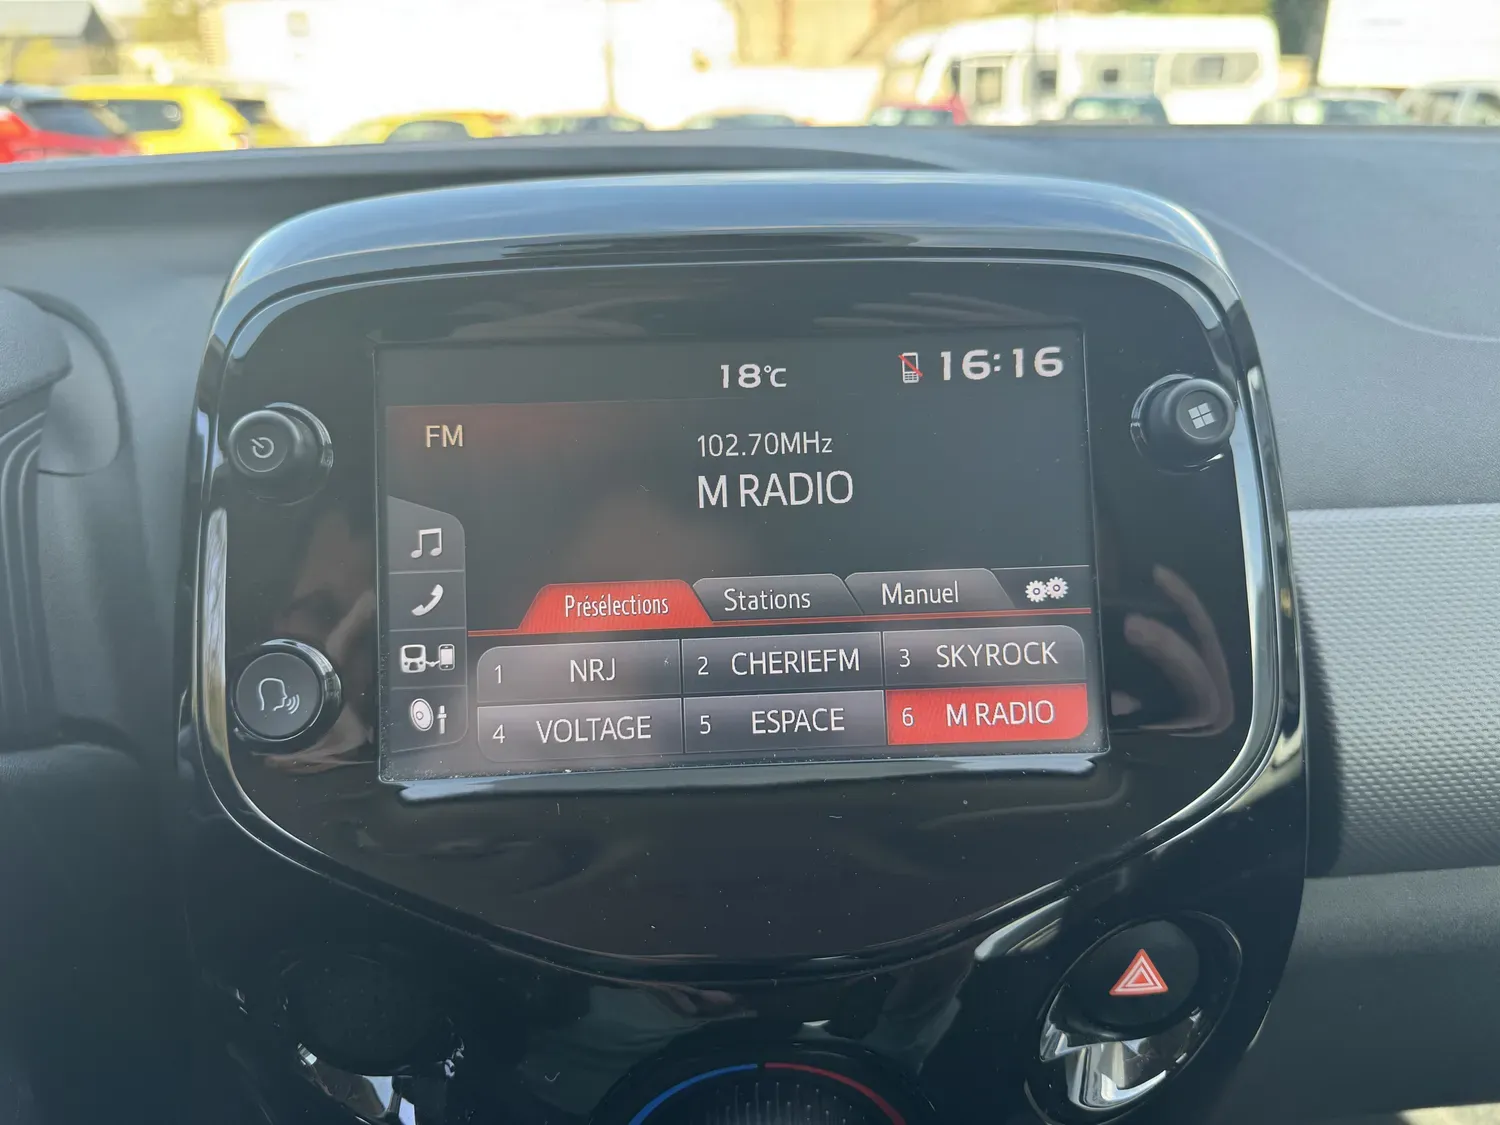 18°C
16:16
FM
102.70MHz
M RADIO
Présélections
Stations
Manuel
1 NRJ
2 CHERIEFM
3 SKYROCK
4 VOLTAGE
5 ESPACE
6 M RADIO